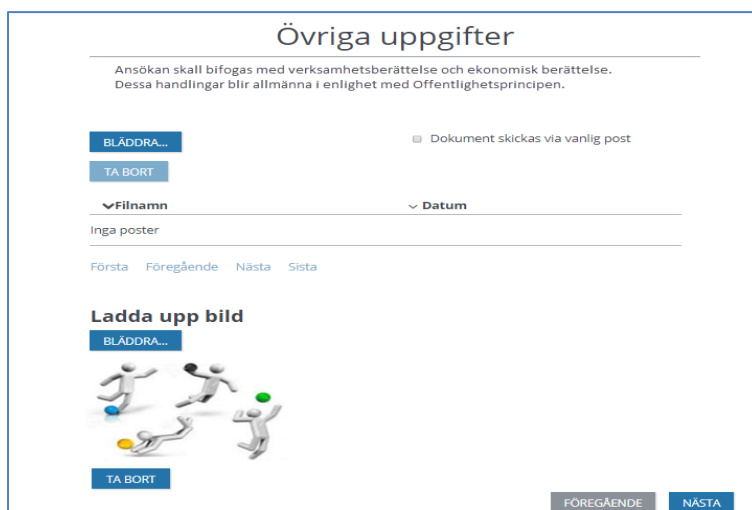 Övriga uppgifter
Ansökan skall bifogas med verksamhetsberättelse och ekonomisk berättelse.
Dessa handlingar blir allmänna i enlighet med Offentlighetsprincipen.
BLÄDDRA... Dokument skickas via vanlig post
TA BORT
Filnamn Datum
Inga poster
Första Föregående Nästa Sista
Ladda upp bild
BLÄDDRA...
TA BORT
FÖREGÅENDE NÄSTA